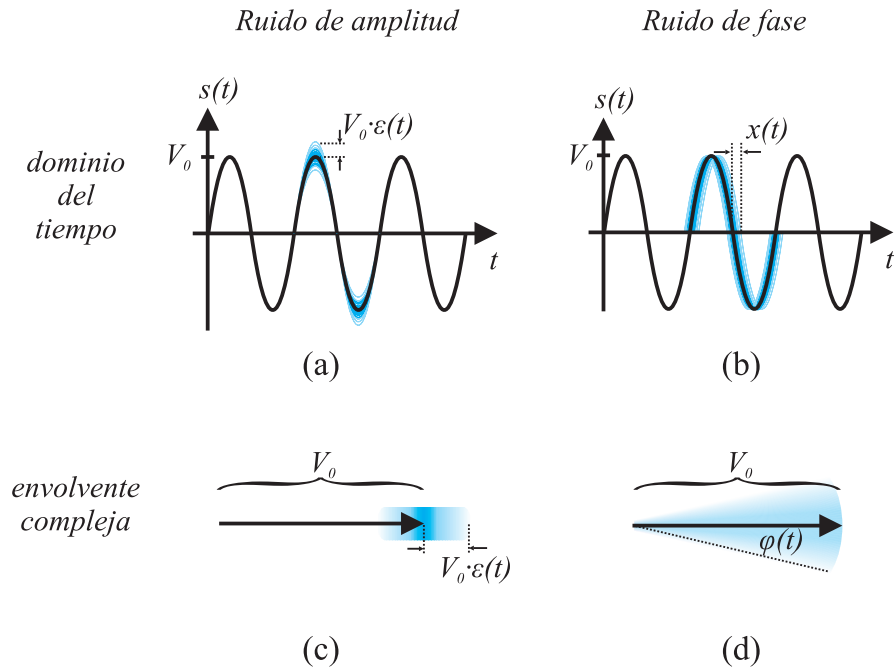 Ruido de amplitud
Ruido de fase
dominio
del
tiempo
s(t)
V₀
V₀·ε(t)
t
(a)
s(t)
V₀
x(t)
t
(b)
envolvente
compleja
V₀
V₀·ε(t)
(c)
V₀
φ(t)
(d)